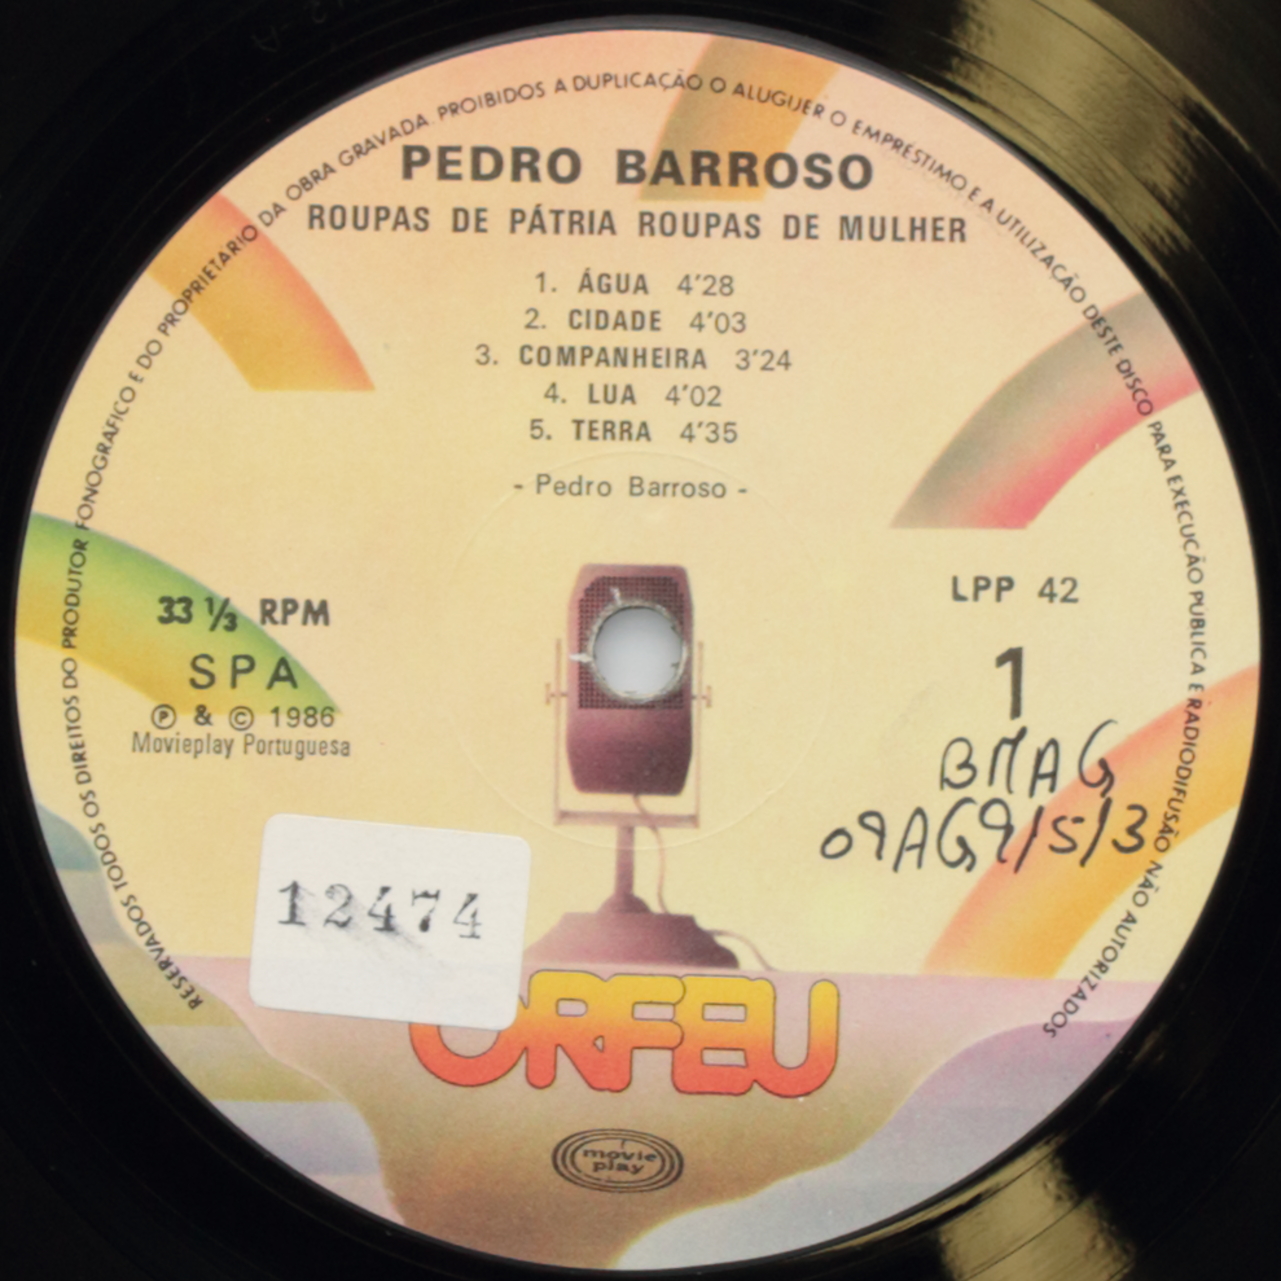 RESERVADOS TODOS OS DIREITOS DO PRODUTOR FONOGRAFICO E DO PROPRIETARIO DA OBRA GRAVADA. PROIBIDOS A DUPLICAÇÃO O ALUGUER O EMPRESTIMO E A UTILIZAÇÃO DESTE DISCO PARA EXECUÇÃO PUBLICA E RADIODIFUSÃO NÃO AUTORIZADOS
PEDRO BARROSO
ROUPAS DE PÁTRIA ROUPAS DE MULHER
1. ÁGUA 4'28
2. CIDADE 4'03
3. COMPANHEIRA 3'24
4. LUA 4'02
5. TERRA 4'35
- Pedro Barroso -
33 1/3 RPM
SPA
℗ & © 1986
Movieplay Portuguesa
LPP 42
1
BMAG
09AG9/5/3
12474
ORFEU
movie
play